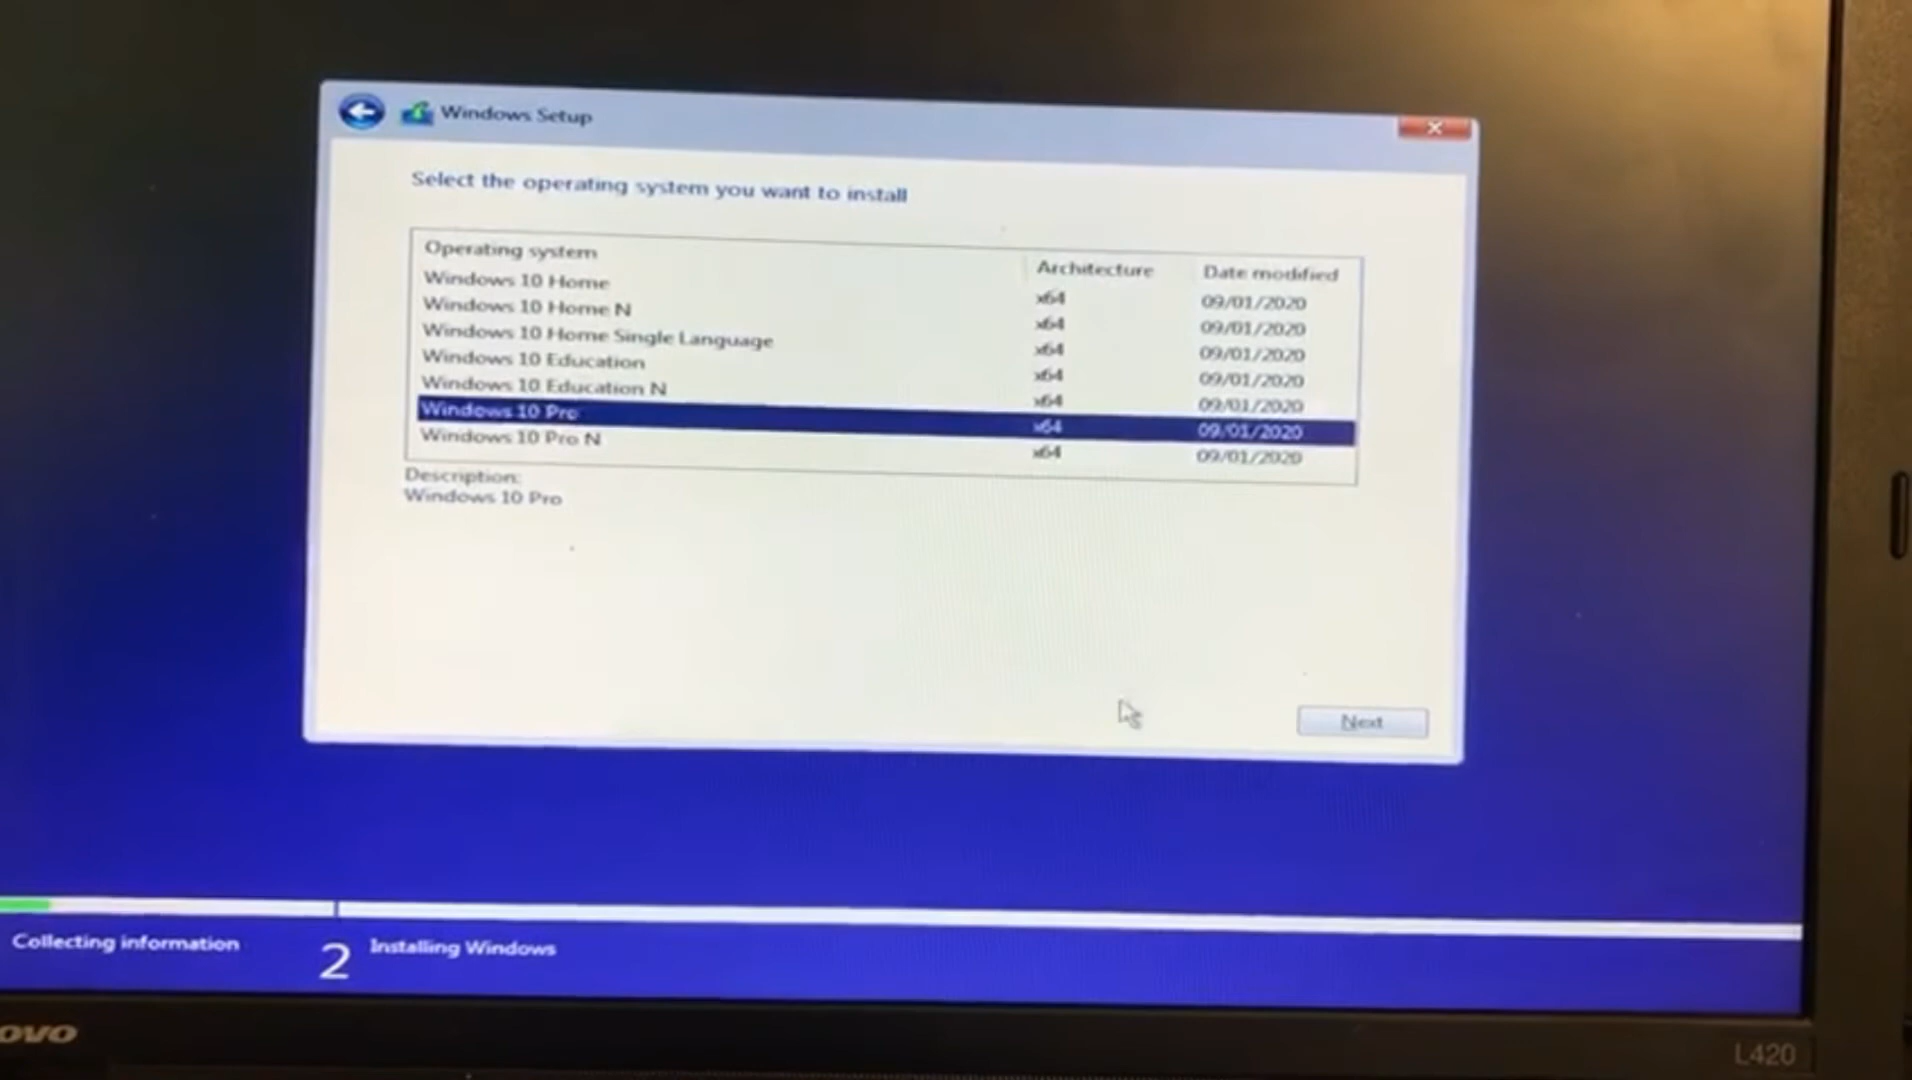 Windows Setup
Select the operating system you want to install
Operating system Architecture Date modified
Windows 10 Home x64 09/01/2020
Windows 10 Home N x64 09/01/2020
Windows 10 Home Single Language x64 09/01/2020
Windows 10 Education x64 09/01/2020
Windows 10 Education N x64 09/01/2020
Windows 10 Pro x64 09/01/2020
Windows 10 Pro N x64 09/01/2020
Description:
Windows 10 Pro
Next
Collecting information
2 Installing Windows
ovo
L420